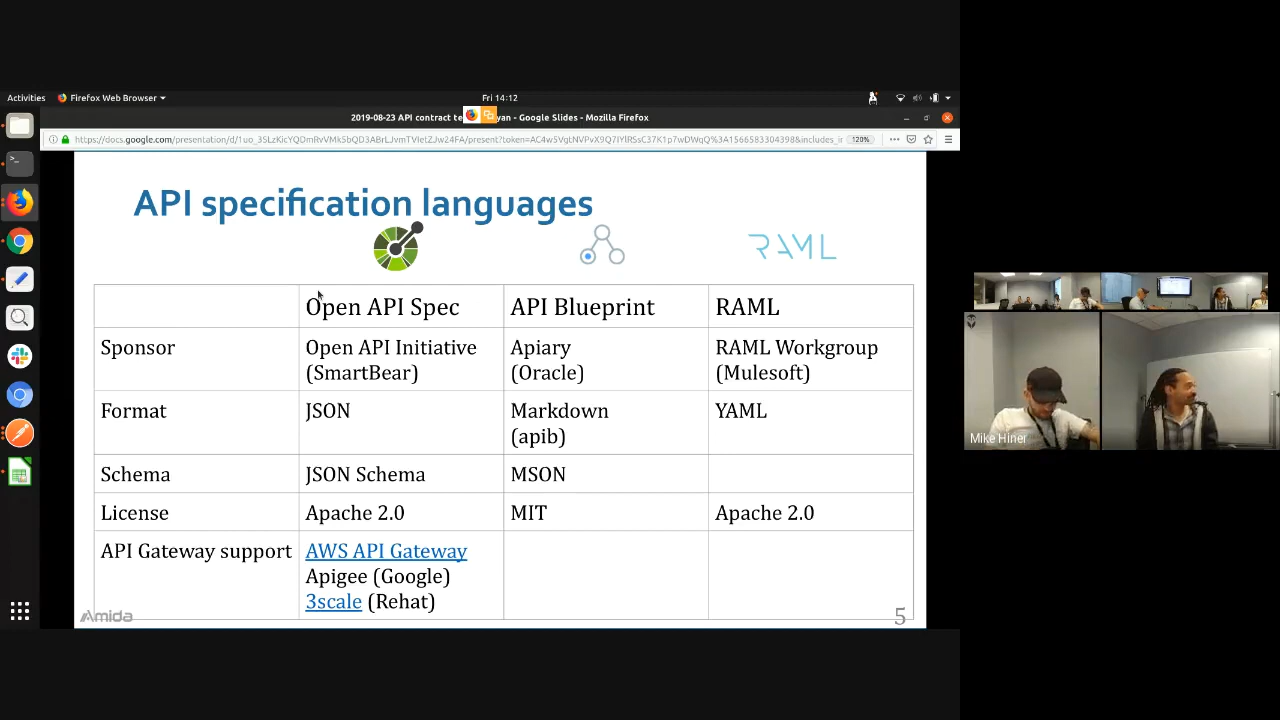 Activities
Firefox Web Browser
Fri 14:12
2019-08-23 API contract te
yan - Google Slides - Mozilla Firefox
120%
API specification languages
RAML
Open API Spec
API Blueprint
RAML
Sponsor
Open API Initiative
(SmartBear)
Apiary
(Oracle)
RAML Workgroup
(Mulesoft)
Format
JSON
Markdown
(apib)
YAML
Schema
JSON Schema
MSON
License
Apache 2.0
MIT
Apache 2.0
API Gateway support
AWS API Gateway
Apigee (Google)
3scale (Rehat)
Amida
5
Mike Hiner